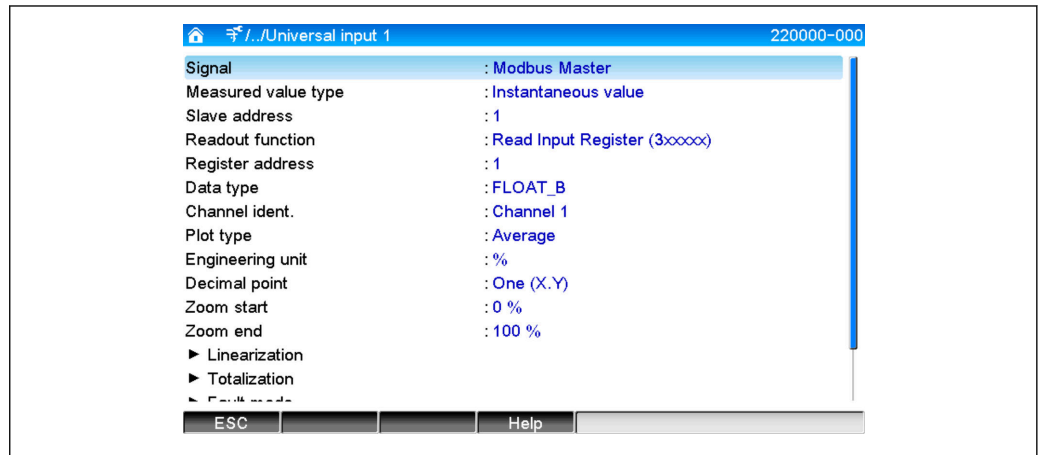 /../Universal input 1 220000-000
Signal : Modbus Master
Measured value type : Instantaneous value
Slave address : 1
Readout function : Read Input Register (3xxxxx)
Register address : 1
Data type : FLOAT_B
Channel ident. : Channel 1
Plot type : Average
Engineering unit : %
Decimal point : One (X.Y)
Zoom start : 0 %
Zoom end : 100 %
► Linearization
► Totalization
► Fault mode
ESC Help